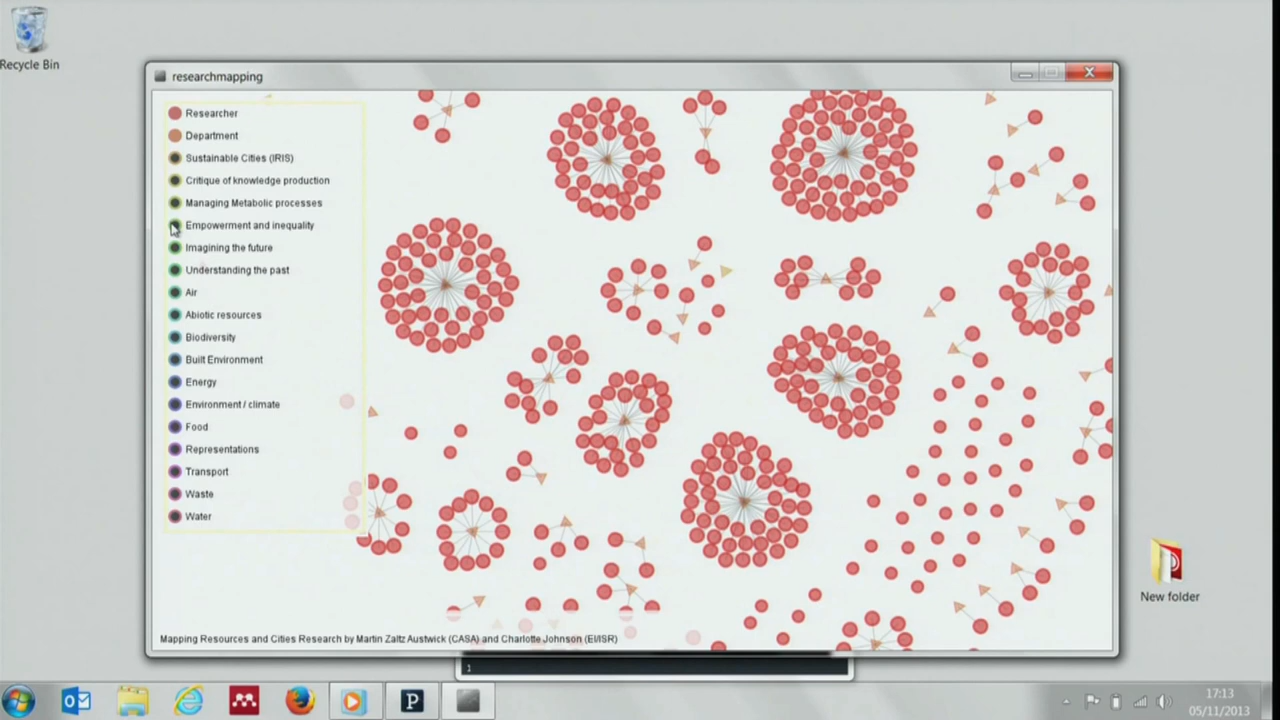 Recycle Bin
researchmapping
Researcher
Department
Sustainable Cities (IRIS)
Critique of knowledge production
Managing Metabolic processes
Empowerment and inequality
Imagining the future
Understanding the past
Air
Abiotic resources
Biodiversity
Built Environment
Energy
Environment / climate
Food
Representations
Transport
Waste
Water
New folder
Mapping Resources and Cities Research by Martin Zaltz Austwick (CASA) and Charlotte Johnson (EI/ISR)
1
P
17:13
05/11/2013